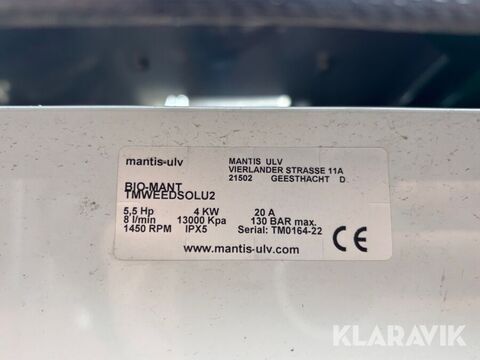 mantis-ulv
MANTIS ULV
VIERLANDER STRASSE 11A
21502 GEESTHACHT D
BIO-MANT
TMWEEDSOLU2
5,5 Hp 4 KW 20 A
8 l/min 13000 Kpa 130 BAR max.
1450 RPM IPX5 Serial: TM0164-22
CE
www.mantis-ulv.com
KLARAVIK